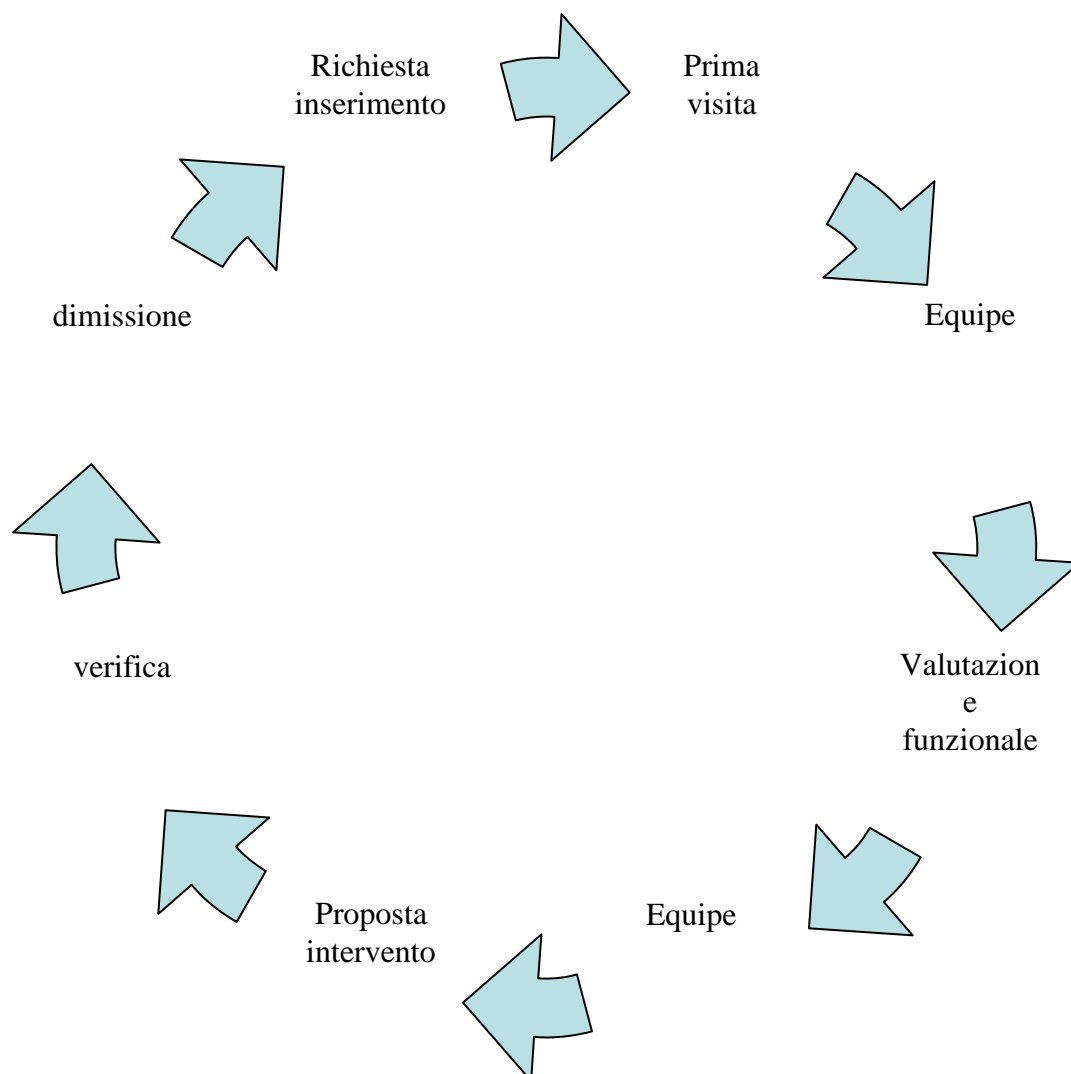 Richiesta
inserimento
Prima
visita
Equipe
Valutazion
e
funzionale
Equipe
Proposta
intervento
verifica
dimissione